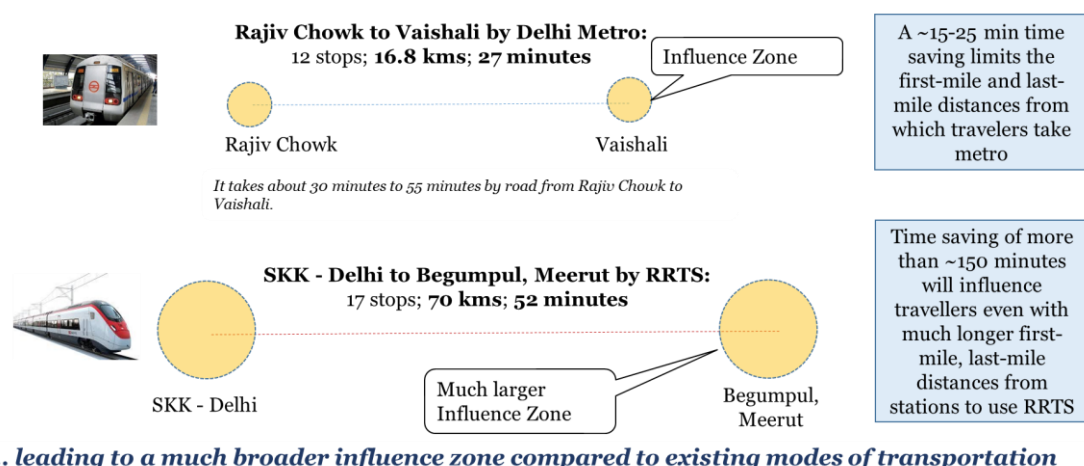 Rajiv Chowk to Vaishali by Delhi Metro:
12 stops; 16.8 kms; 27 minutes
Influence Zone
Rajiv Chowk
Vaishali
It takes about 30 minutes to 55 minutes by road from Rajiv Chowk to
Vaishali.
A ~15-25 min time
saving limits the
first-mile and last-
mile distances from
which travelers take
metro
SKK - Delhi to Begumpul, Meerut by RRTS:
17 stops; 70 kms; 52 minutes
SKK - Delhi
Much larger
Influence Zone
Begumpul,
Meerut
Time saving of more
than ~150 minutes
will influence
travellers even with
much longer first-
mile, last-mile
distances from
stations to use RRTS
.. leading to a much broader influence zone compared to existing modes of transportation